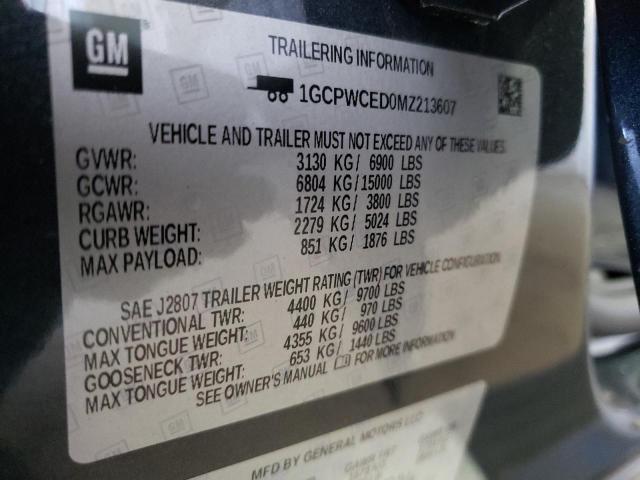 GM
TRAILERING INFORMATION
1GCPWCED0MZ213607
VEHICLE AND TRAILER MUST NOT EXCEED ANY OF THESE VALUES.
GVWR: 3130 KG/ 6900 LBS
GCWR: 6804 KG/15000 LBS
RGAWR: 1724 KG/ 3800 LBS
CURB WEIGHT: 2279 KG/ 5024 LBS
MAX PAYLOAD: 851 KG/ 1876 LBS
SAE J2807 TRAILER WEIGHT RATING (TWR) FOR VEHICLE CONFIGURATION
CONVENTIONAL TWR: 4400 KG/ 9700 LBS
MAX TONGUE WEIGHT: 440 KG/ 970 LBS
GOOSENECK TWR: 4355 KG/ 9600 LBS
MAX TONGUE WEIGHT: 653 KG/ 1440 LBS
SEE OWNER'S MANUAL FOR MORE INFORMATION
MFD BY GENERAL MOTORS LLC